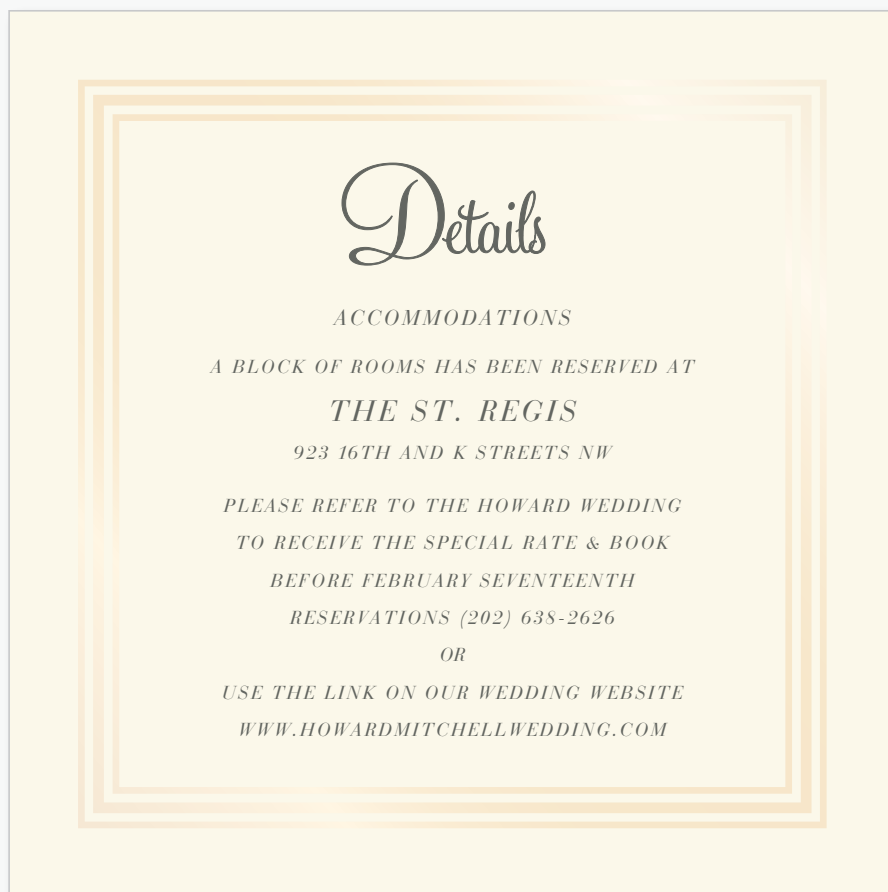 Details
ACCOMMODATIONS
A BLOCK OF ROOMS HAS BEEN RESERVED AT
THE ST. REGIS
923 16TH AND K STREETS NW
PLEASE REFER TO THE HOWARD WEDDING
TO RECEIVE THE SPECIAL RATE & BOOK
BEFORE FEBRUARY SEVENTEENTH
RESERVATIONS (202) 638-2626
OR
USE THE LINK ON OUR WEDDING WEBSITE
WWW.HOWARDMITCHELLWEDDING.COM